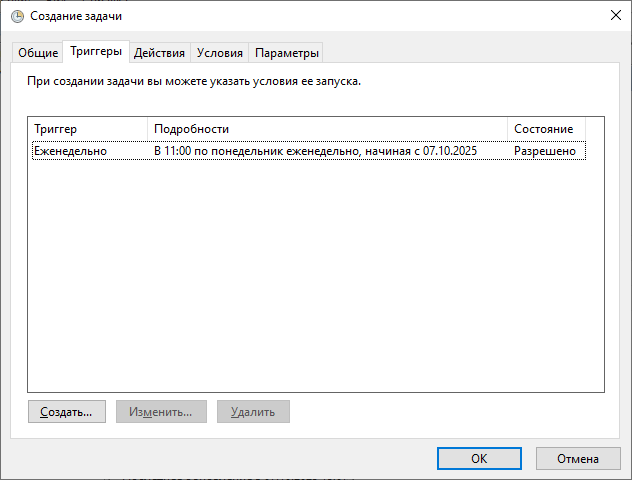 Создание задачи
Общие Триггеры Действия Условия Параметры
При создании задачи вы можете указать условия ее запуска.
Триггер Подробности Состояние
Еженедельно В 11:00 по понедельник еженедельно, начиная с 07.10.2025 Разрешено
Создать... Изменить... Удалить
ОК Отмена